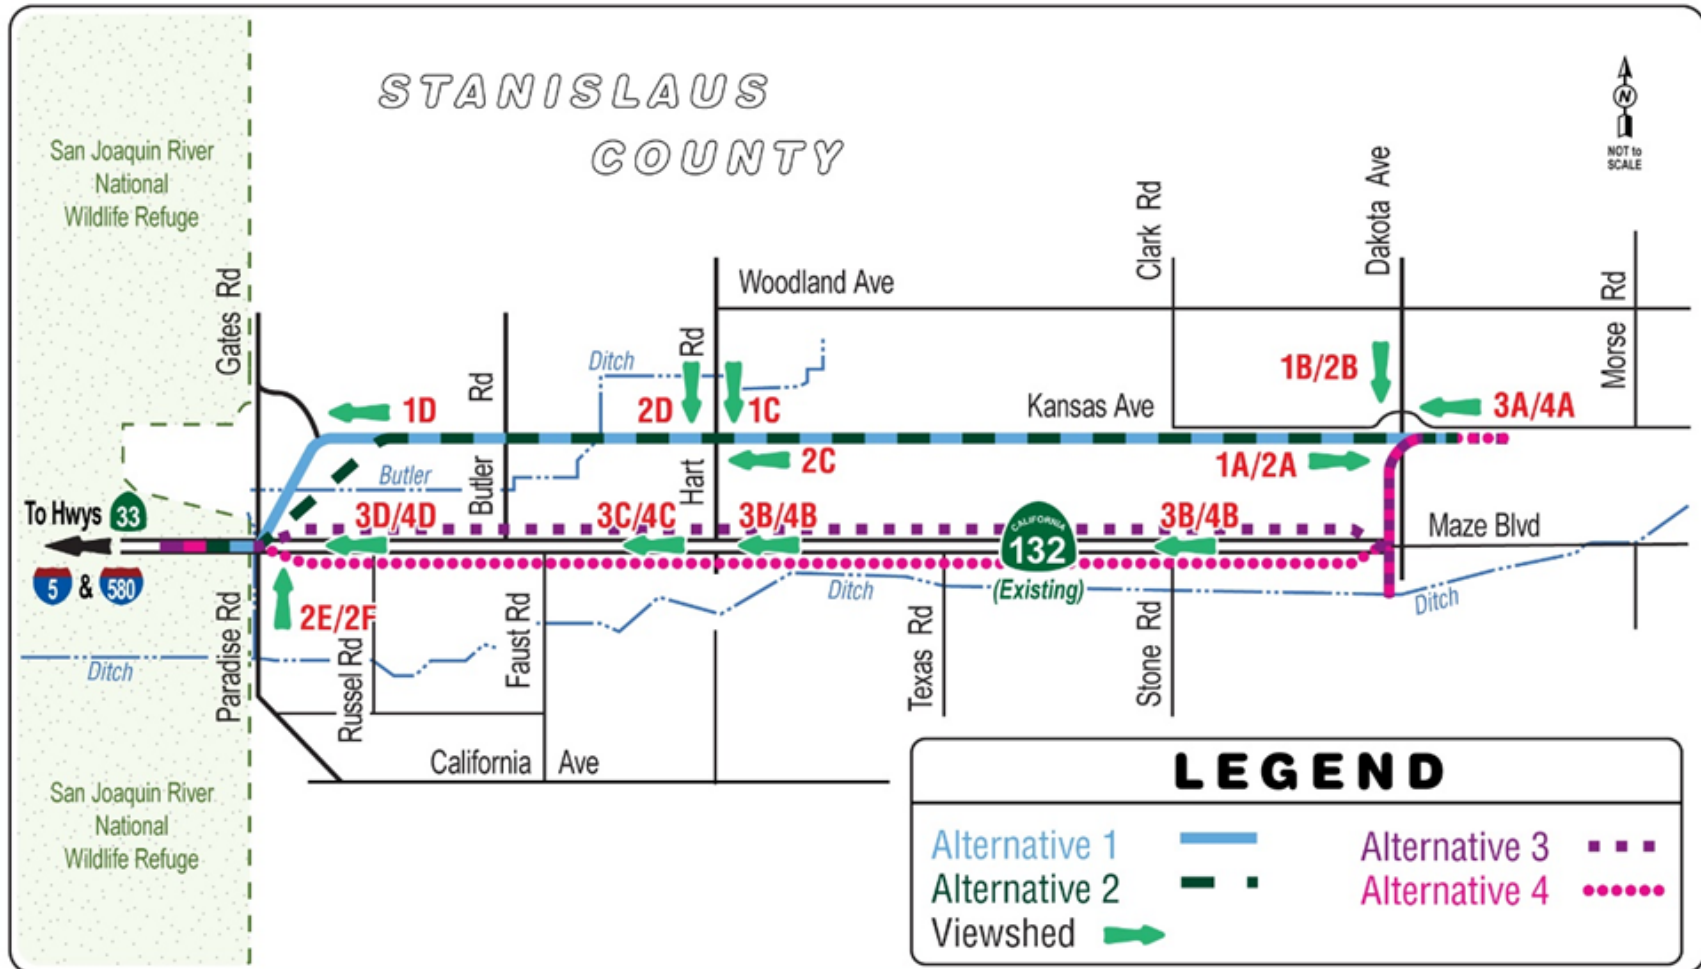 STANISLAUS
COUNTY
N
NOT to
SCALE
San Joaquin River
National
Wildlife Refuge
Gates Rd
Butler Rd
Hart Rd
Woodland Ave
Clark Rd
Dakota Ave
Morse Rd
Ditch
Kansas Ave
1B/2B
3A/4A
1D
2D
1C
2C
1A/2A
Butler
To Hwys 33
5 & 580
3D/4D
3C/4C
3B/4B
CALIFORNIA
132
(Existing)
3B/4B
Maze Blvd
Ditch
Ditch
2E/2F
Paradise Rd
Ditch
Russel Rd
Faust Rd
Texas Rd
Stone Rd
California Ave
San Joaquin River
National
Wildlife Refuge
LEGEND
Alternative 1
Alternative 2
Viewshed
Alternative 3
Alternative 4